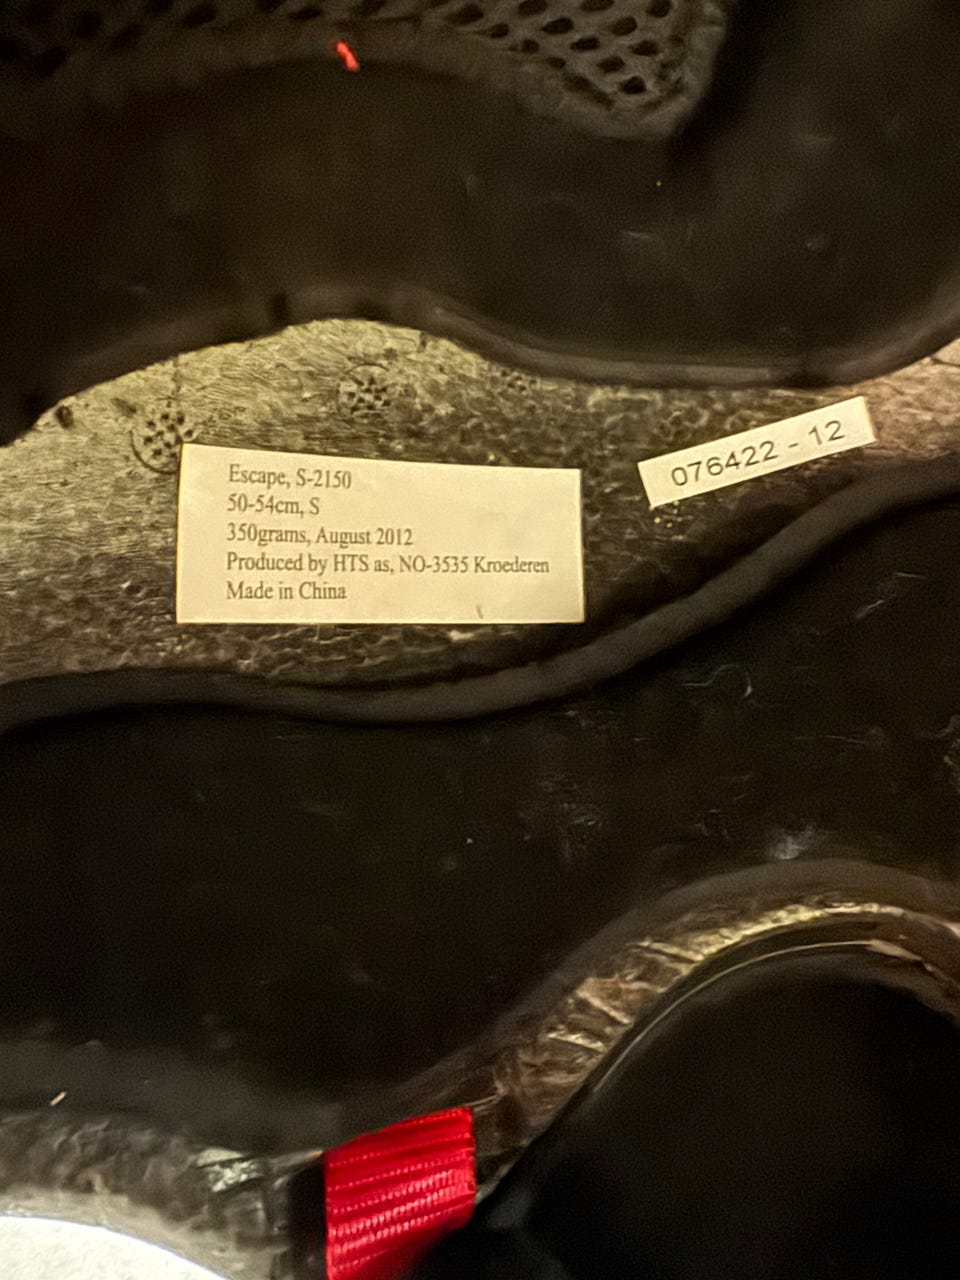 Escape, S-2150
50-54cm, S
350grams, August 2012
Produced by HTS as, NO-3535 Kroederen
Made in China
076422 - 12